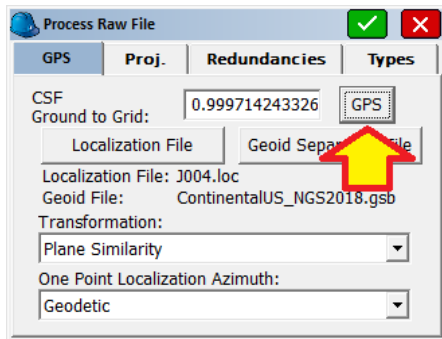 Process Raw File
GPS Proj. Redundancies Types
CSF
Ground to Grid: 0.999714243326 GPS
Localization File Geoid Sepa File
Localization File: J004.loc
Geoid File: ContinentalUS_NGS2018.gsb
Transformation:
Plane Similarity
One Point Localization Azimuth:
Geodetic